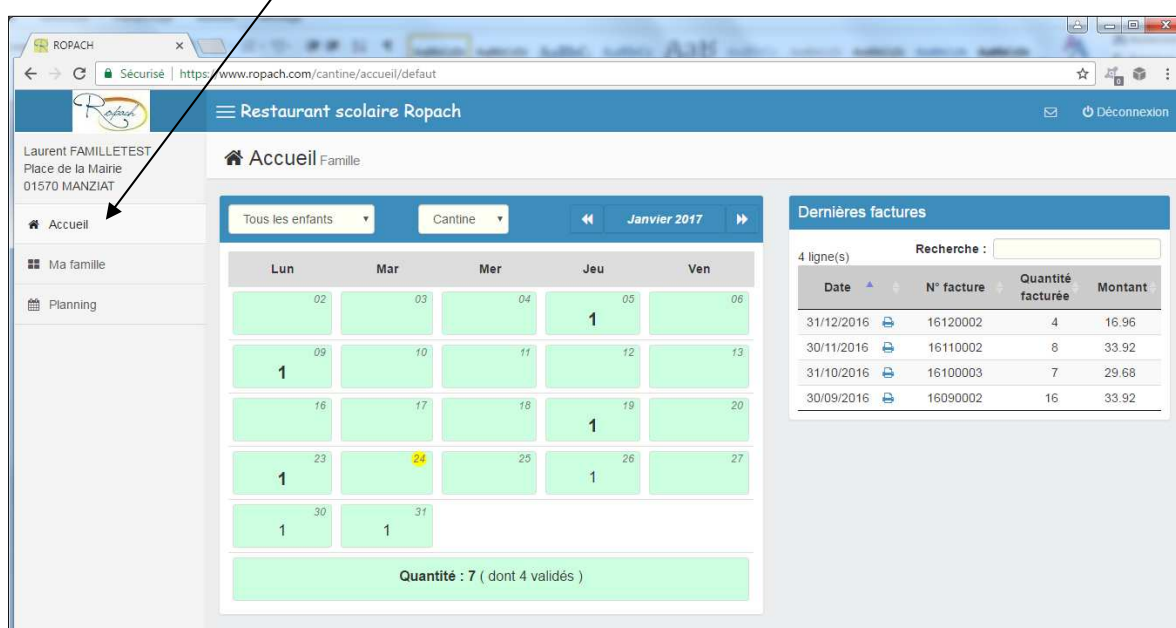 ROPACH
Sécurisé | https://www.ropach.com/cantine/accueil/defaut
0
Ropach
Restaurant scolaire Ropach
Déconnexion
Laurent FAMILLETEST
Place de la Mairie
01570 MANZIAT
Accueil
Ma famille
Planning
Accueil Famille
Tous les enfants Cantine Janvier 2017
Lun Mar Mer Jeu Ven
02 03 04 05 06
1
09 10 11 12 13
1
16 17 18 19 20
1
23 24 25 26 27
1 1
30 31
1 1
Quantité : 7 ( dont 4 validés )
Dernières factures
4 ligne(s) Recherche :
Date N° facture Quantité facturée Montant
31/12/2016 16120002 4 16.96
30/11/2016 16110002 8 33.92
31/10/2016 16100003 7 29.68
30/09/2016 16090002 16 33.92